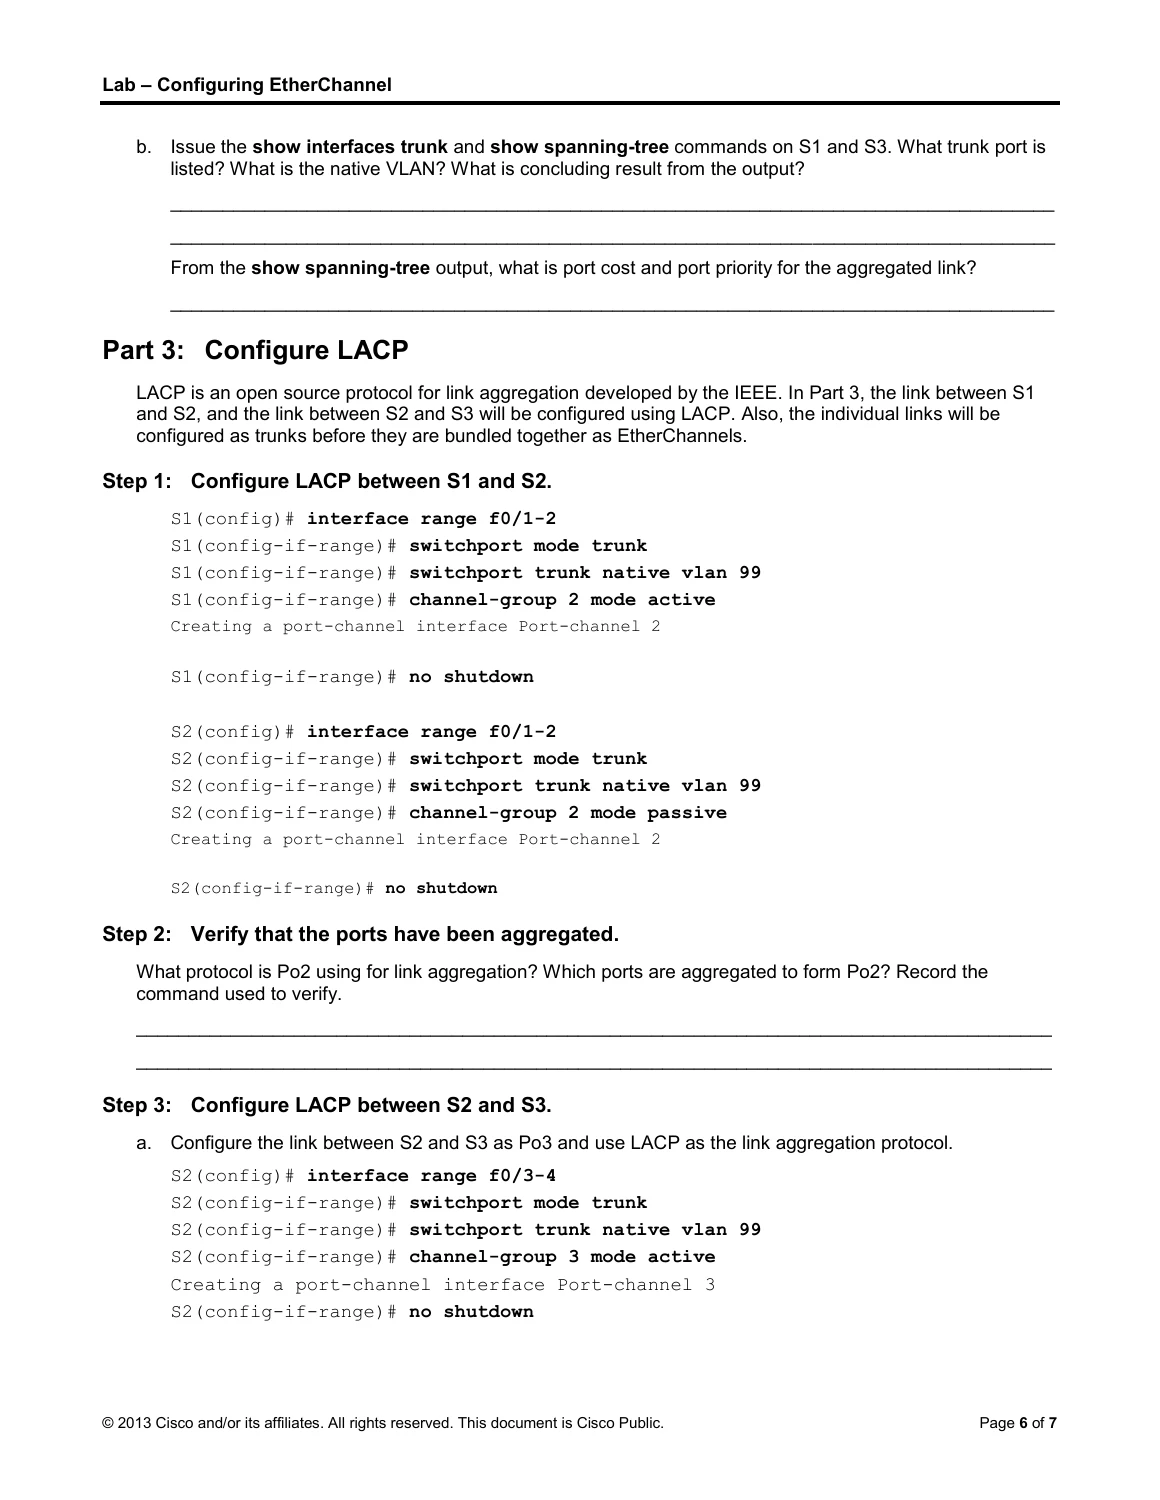 Lab – Configuring EtherChannel
b. Issue the show interfaces trunk and show spanning-tree commands on S1 and S3. What trunk port is
listed? What is the native VLAN? What is concluding result from the output?
From the show spanning-tree output, what is port cost and port priority for the aggregated link?
Part 3: Configure LACP
LACP is an open source protocol for link aggregation developed by the IEEE. In Part 3, the link between S1
and S2, and the link between S2 and S3 will be configured using LACP. Also, the individual links will be
configured as trunks before they are bundled together as EtherChannels.
Step 1: Configure LACP between S1 and S2.
S1(config)# interface range f0/1-2
S1(config-if-range)# switchport mode trunk
S1(config-if-range)# switchport trunk native vlan 99
S1(config-if-range)# channel-group 2 mode active
Creating a port-channel interface Port-channel 2
S1(config-if-range)# no shutdown
S2(config)# interface range f0/1-2
S2(config-if-range)# switchport mode trunk
S2(config-if-range)# switchport trunk native vlan 99
S2(config-if-range)# channel-group 2 mode passive
Creating a port-channel interface Port-channel 2
S2(config-if-range)# no shutdown
Step 2: Verify that the ports have been aggregated.
What protocol is Po2 using for link aggregation? Which ports are aggregated to form Po2? Record the
command used to verify.
Step 3: Configure LACP between S2 and S3.
a. Configure the link between S2 and S3 as Po3 and use LACP as the link aggregation protocol.
S2(config)# interface range f0/3-4
S2(config-if-range)# switchport mode trunk
S2(config-if-range)# switchport trunk native vlan 99
S2(config-if-range)# channel-group 3 mode active
Creating a port-channel interface Port-channel 3
S2(config-if-range)# no shutdown
© 2013 Cisco and/or its affiliates. All rights reserved. This document is Cisco Public. Page 6 of 7